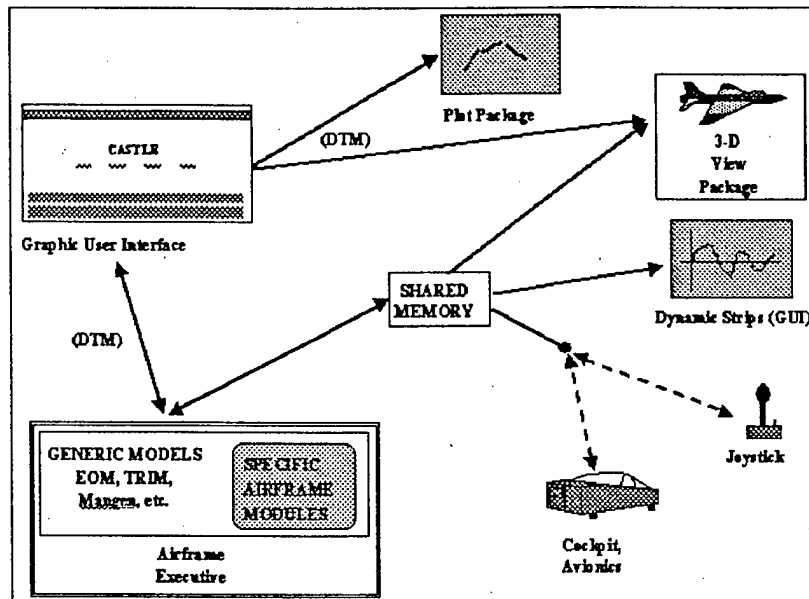 Plot Package
(DTM)
CASTLE
3-D
View
Package
Graphic User Interface
SHARED
MEMORY
Dynamic Strips (GUI)
(DTM)
Joystick
GENERIC MODELS
EOM, TRIM,
Mangen, etc.
SPECIFIC
AIRFRAME
MODULES
Airframe
Executive
Cockpit,
Avionics